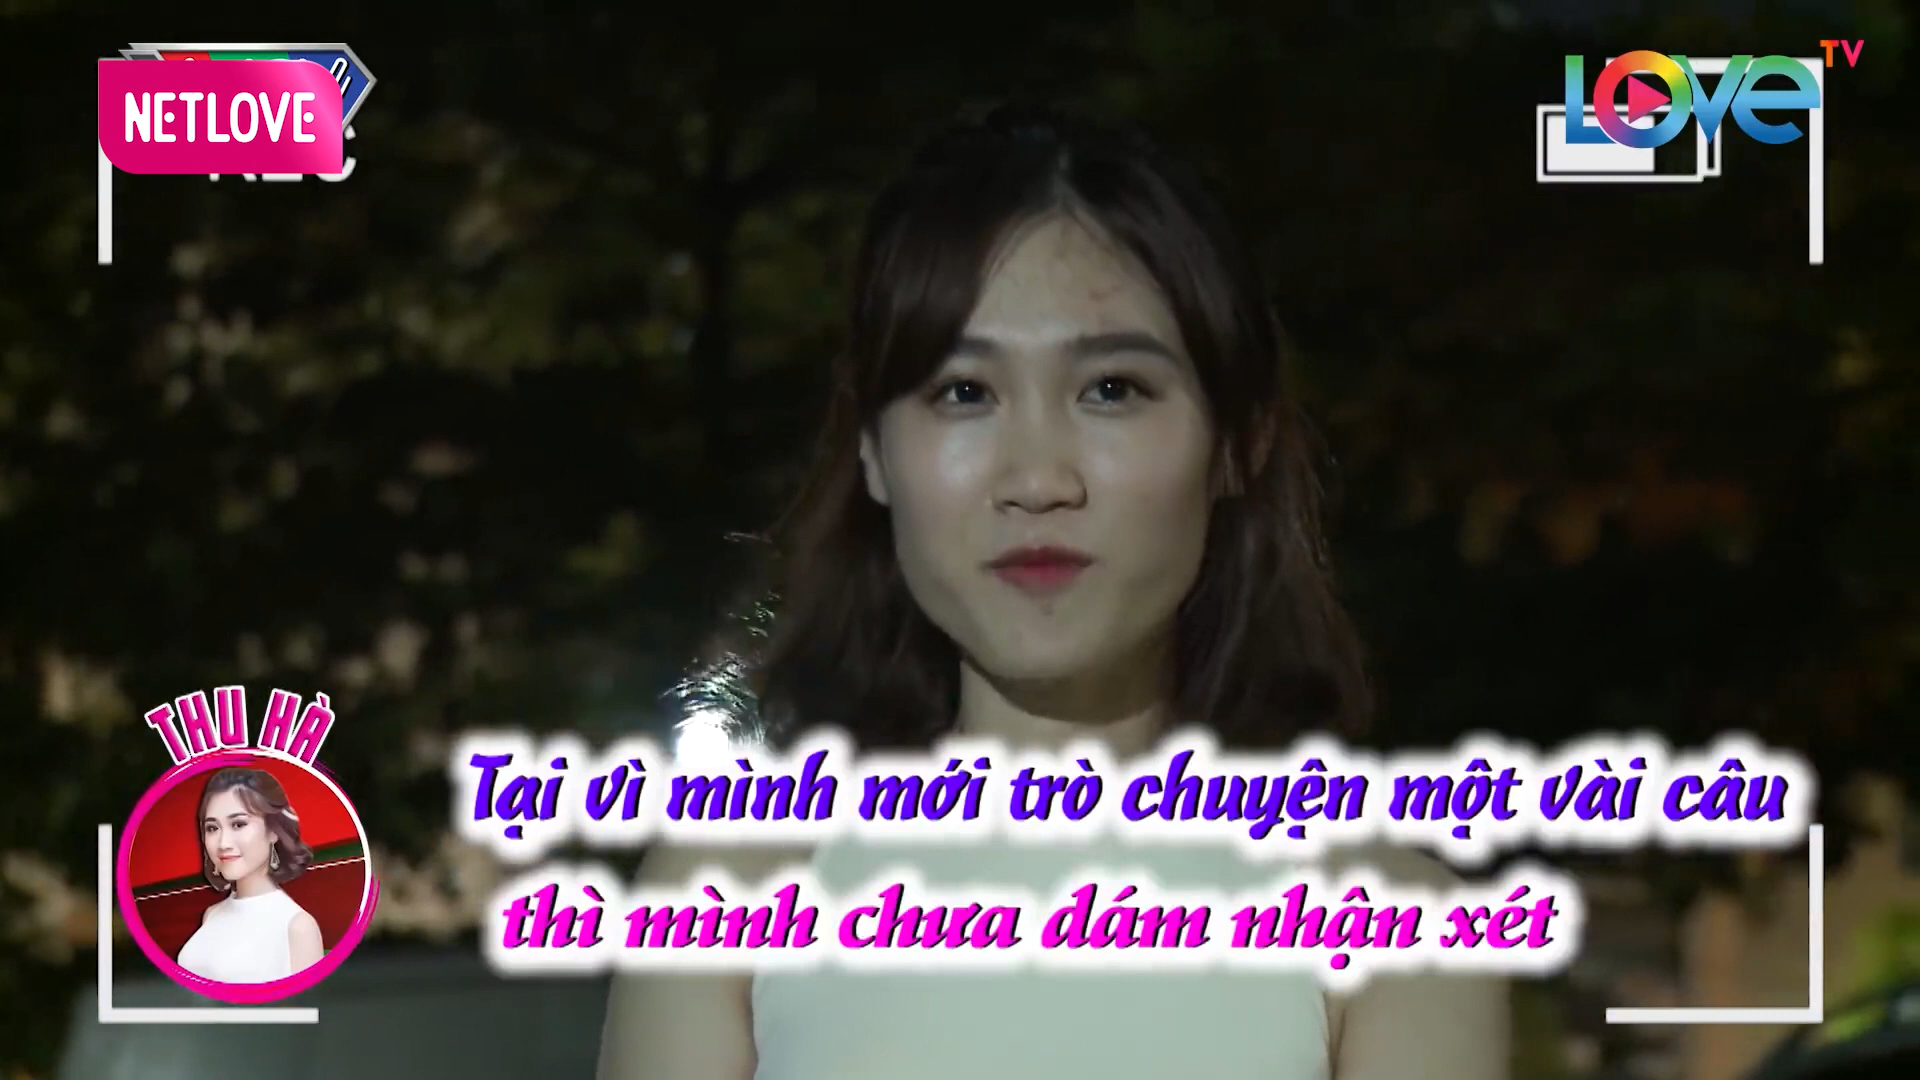 NETLOVE
LOVE TV
THU HÀ
Tại vì mình mới trò chuyện một vài câu
thì mình chưa dám nhận xét